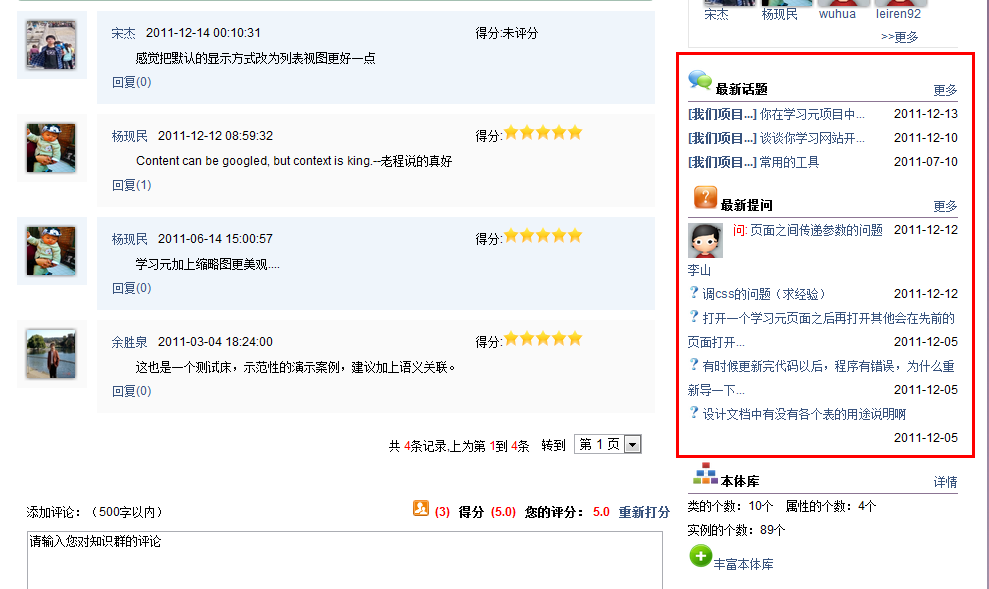 宋杰 2011-12-14 00:10:31 得分:未评分
感觉把默认的显示方式改为列表视图更好一点
回复(0)
杨现民 2011-12-12 08:59:32 得分:
Content can be googled, but context is king.--老程说的真好
回复(1)
杨现民 2011-06-14 15:00:57 得分:
学习元加上缩略图更美观....
回复(0)
余胜泉 2011-03-04 18:24:00 得分:
这也是一个测试床，示范性的演示案例，建议加上语义关联。
回复(0)
共 4条记录,上为第 1到 4条 转到 第 1 页
添加评论：（500字以内） (3) 得分 (5.0) 您的评分： 5.0 重新打分
请输入您对知识群的评论
宋杰 杨现民 wuhua leiren92
>>更多
最新话题 更多
[我们项目...] 你在学习元项目中... 2011-12-13
[我们项目...] 谈谈你学习网站开... 2011-12-10
[我们项目...] 常用的工具 2011-07-10
? 最新提问 更多
问: 页面之间传递参数的问题 2011-12-12
李山
? 调css的问题（求经验） 2011-12-12
? 打开一个学习元页面之后再打开其他会在先前的
页面打开... 2011-12-05
? 有时候更新完代码以后，程序有错误，为什么重
新导一下... 2011-12-05
? 设计文档中有没有各个表的用途说明啊
2011-12-05
本体库 详情
类的个数：10个 属性的个数：4个
实例的个数：89个
丰富本体库